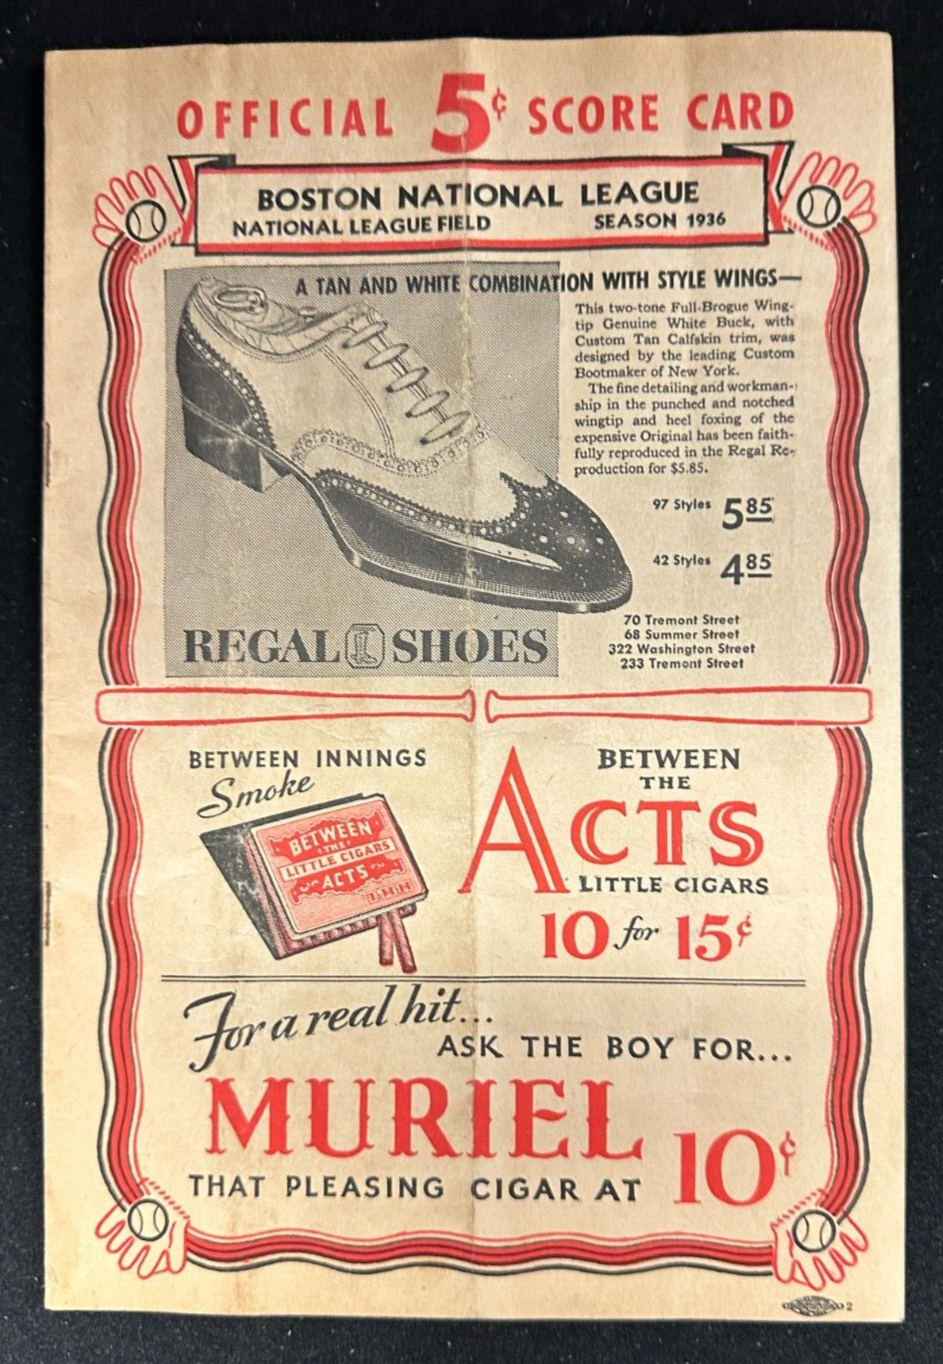 OFFICIAL 5¢ SCORE CARD
BOSTON NATIONAL LEAGUE
NATIONAL LEAGUE FIELD SEASON 1936
A TAN AND WHITE COMBINATION WITH STYLE WINGS—
This two-tone Full-Brogue Wing-
tip Genuine White Buck, with
Custom Tan Calfskin trim, was
designed by the leading Custom
Bootmaker of New York.
The fine detailing and workman-
ship in the punched and notched
wingtip and heel foxing of the
expensive Original has been faith-
fully reproduced in the Regal Re-
production for $5.85.
97 Styles 5 85
42 Styles 4 85
70 Tremont Street
68 Summer Street
322 Washington Street
233 Tremont Street
REGAL SHOES
BETWEEN INNINGS
Smoke
BETWEEN
THE
LITTLE CIGARS
ACTS
BETWEEN
THE
ACTS
LITTLE CIGARS
10 for 15¢
For a real hit...
ASK THE BOY FOR...
MURIEL 10¢
THAT PLEASING CIGAR AT
2